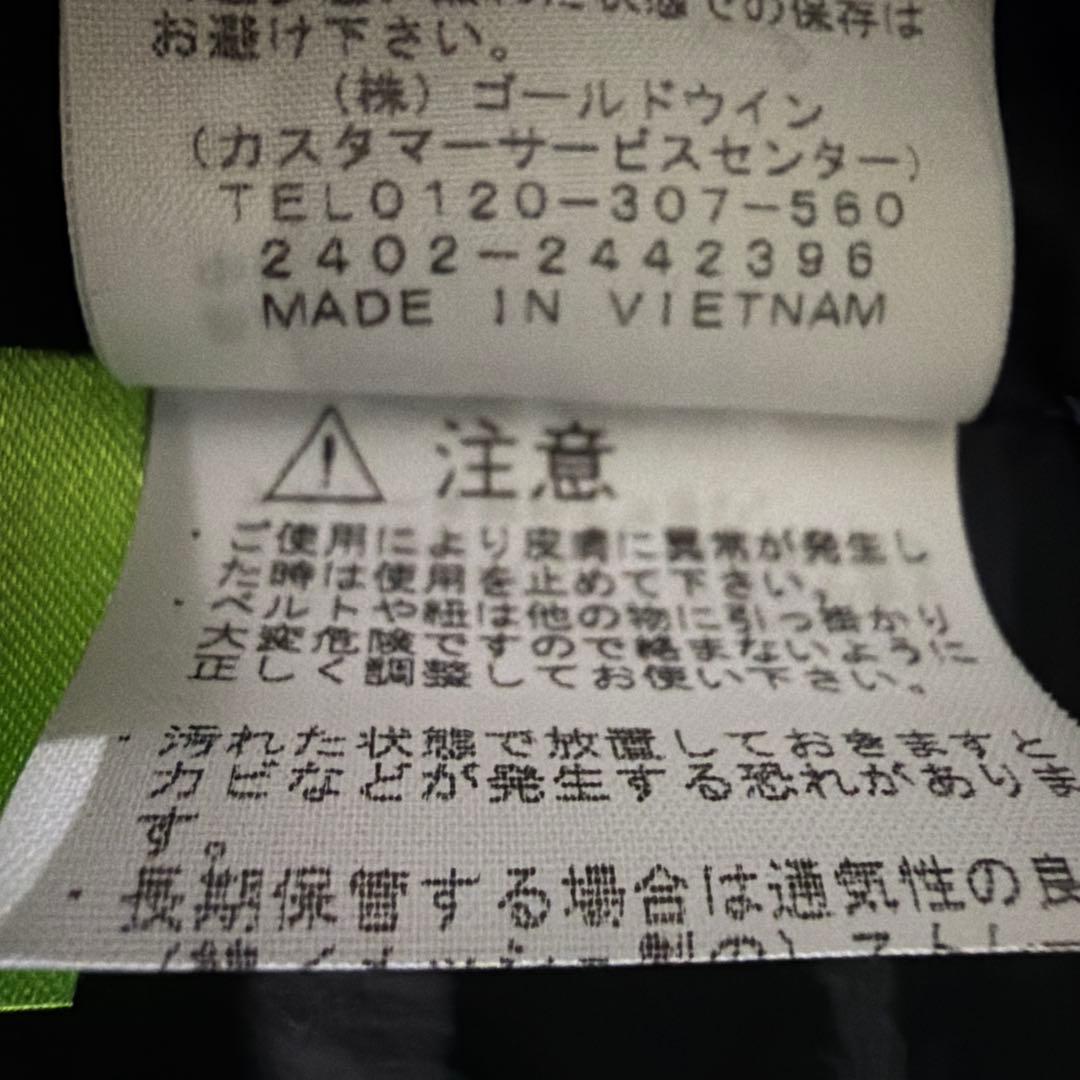 での保存は
お避け下さい。
(株)ゴールドウイン
(カスタマーサービスセンター)
TEL0120-307-560
2402-2442396
MADE IN VIETNAM
注意
・ご使用により皮膚に異常が発生し
た時は使用を止めて下さい。
・ベルトや紐は他の物に引っ掛かり
大変危険ですので絡まないように
正しく調整してお使い下さい。
・汚れた状態で放置しておきますと
カビなどが発生する恐れがありま
す。
・長期保管する場合は通気性の良